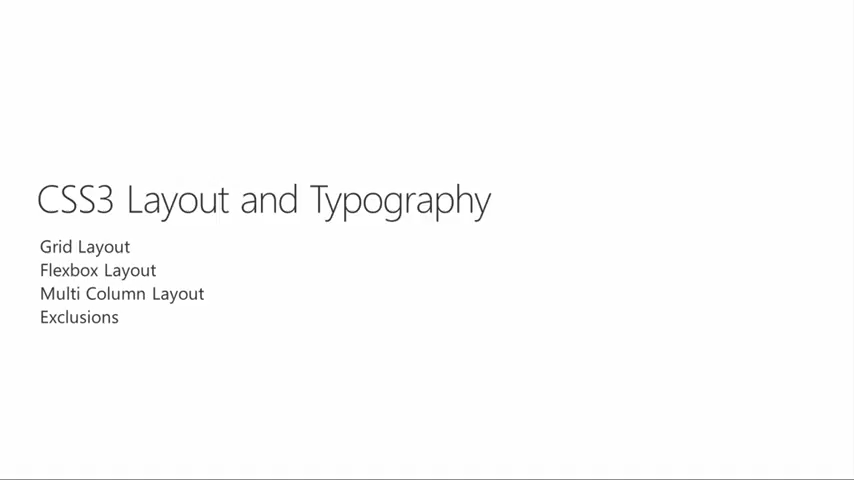 CSS3 Layout and Typography
Grid Layout
Flexbox Layout
Multi Column Layout
Exclusions